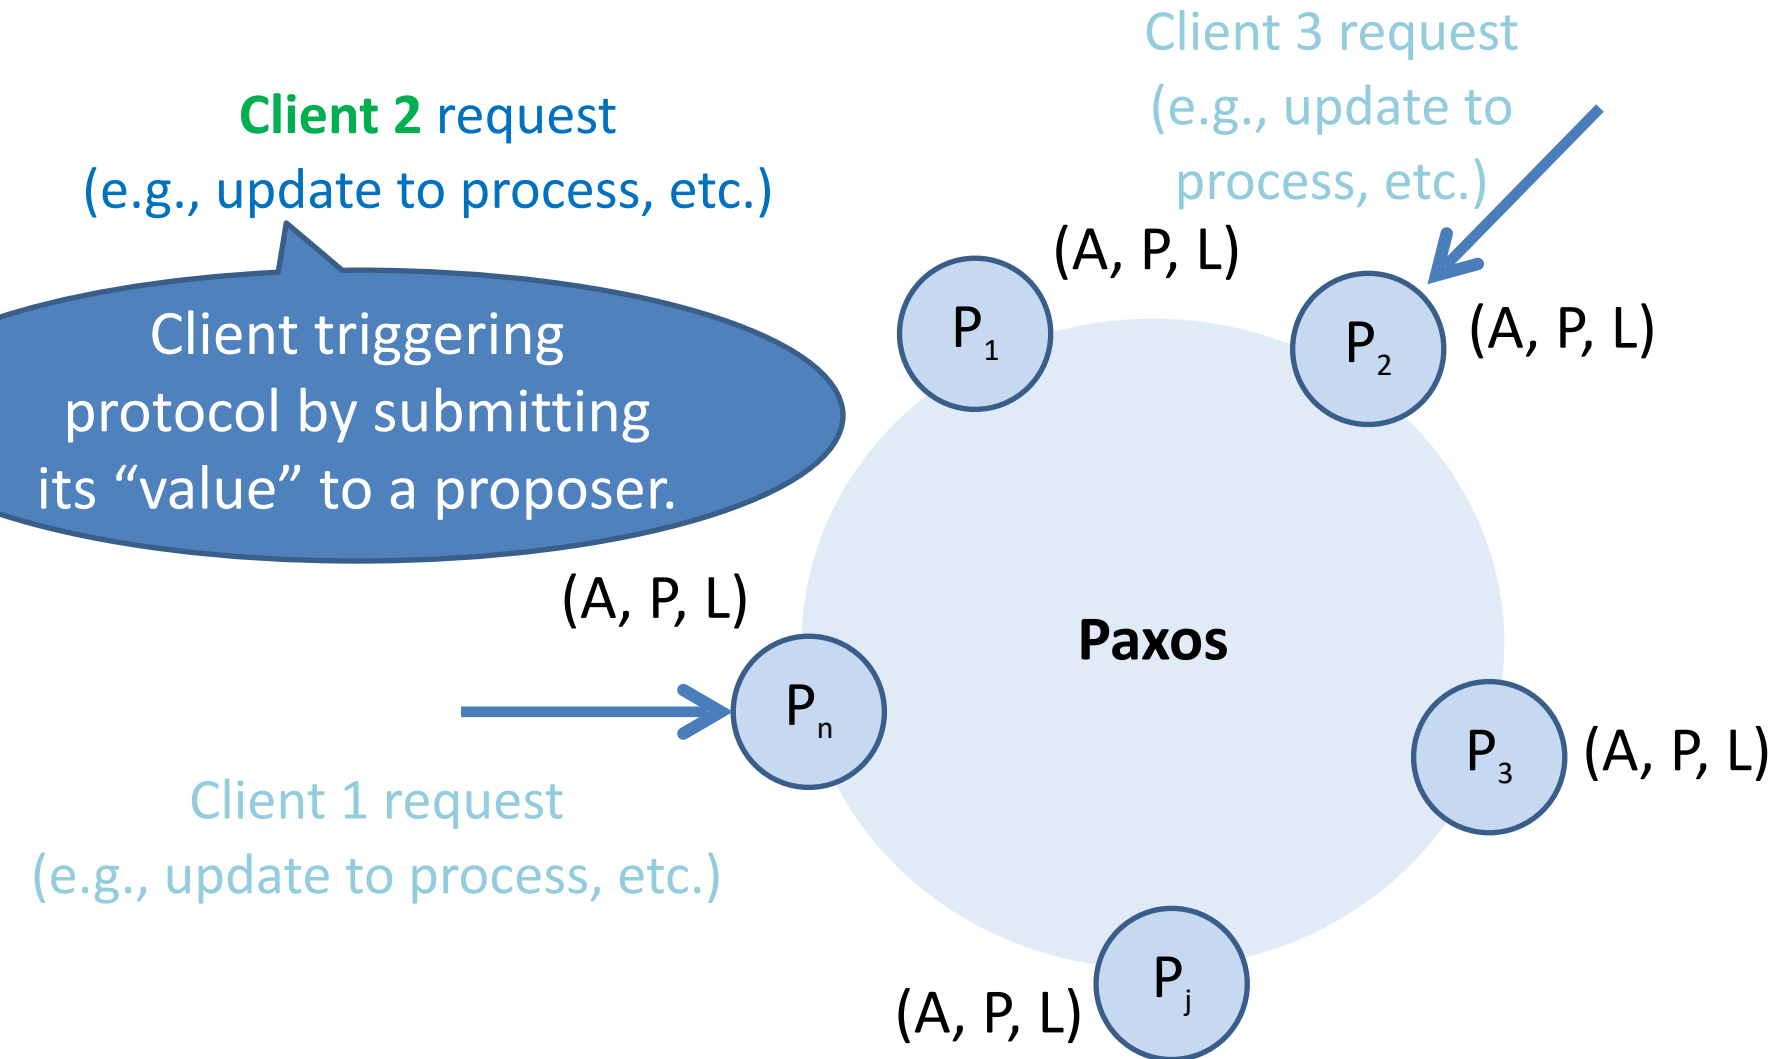 Client 3 request
(e.g., update to
process, etc.)
Client 2 request
(e.g., update to process, etc.)
Client triggering
protocol by submitting
its “value” to a proposer.
(A, P, L)
P1
P2
(A, P, L)
(A, P, L)
Pn
Paxos
P3
(A, P, L)
Client 1 request
(e.g., update to process, etc.)
Pj
(A, P, L)